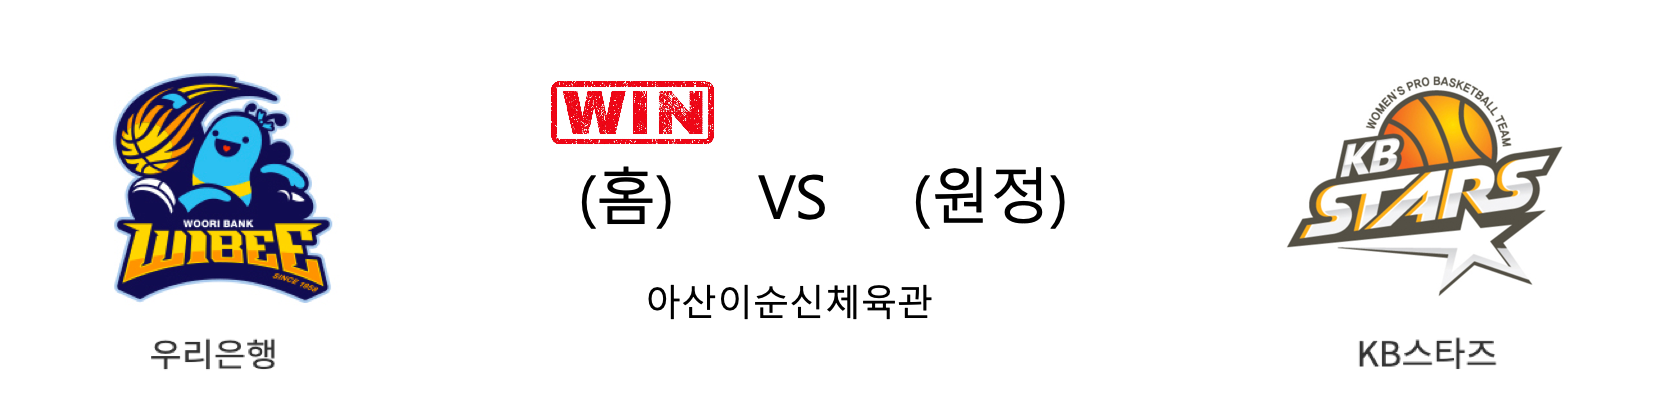 WOORI BANK
WIBEE
SINCE 1958
우리은행
WIN
(홈) VS (원정)
아산이순신체육관
WOMEN'S PRO BASKETBALL TEAM
KB
STARS
KB스타즈